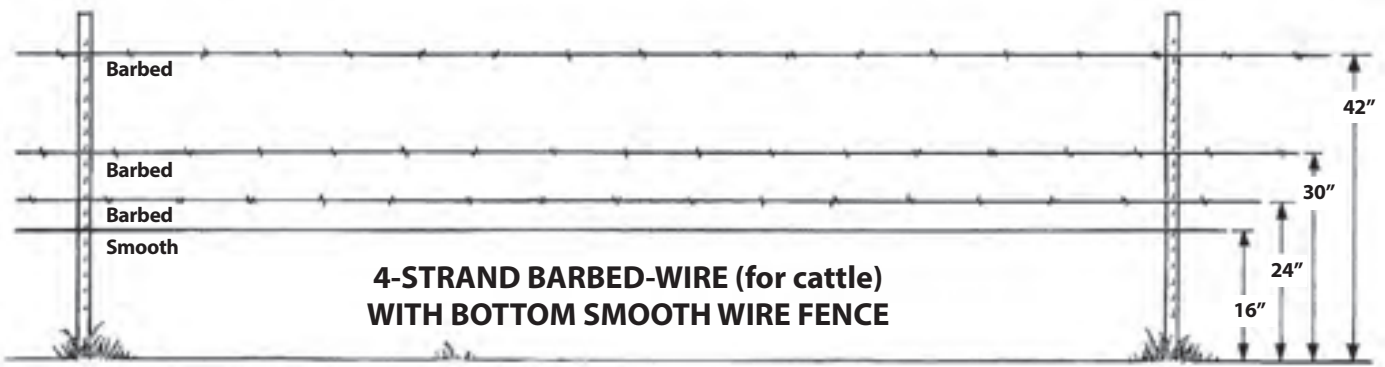 Barbed
42”
Barbed
30”
Barbed
24”
Smooth
16”
4-STRAND BARBED-WIRE (for cattle)
WITH BOTTOM SMOOTH WIRE FENCE